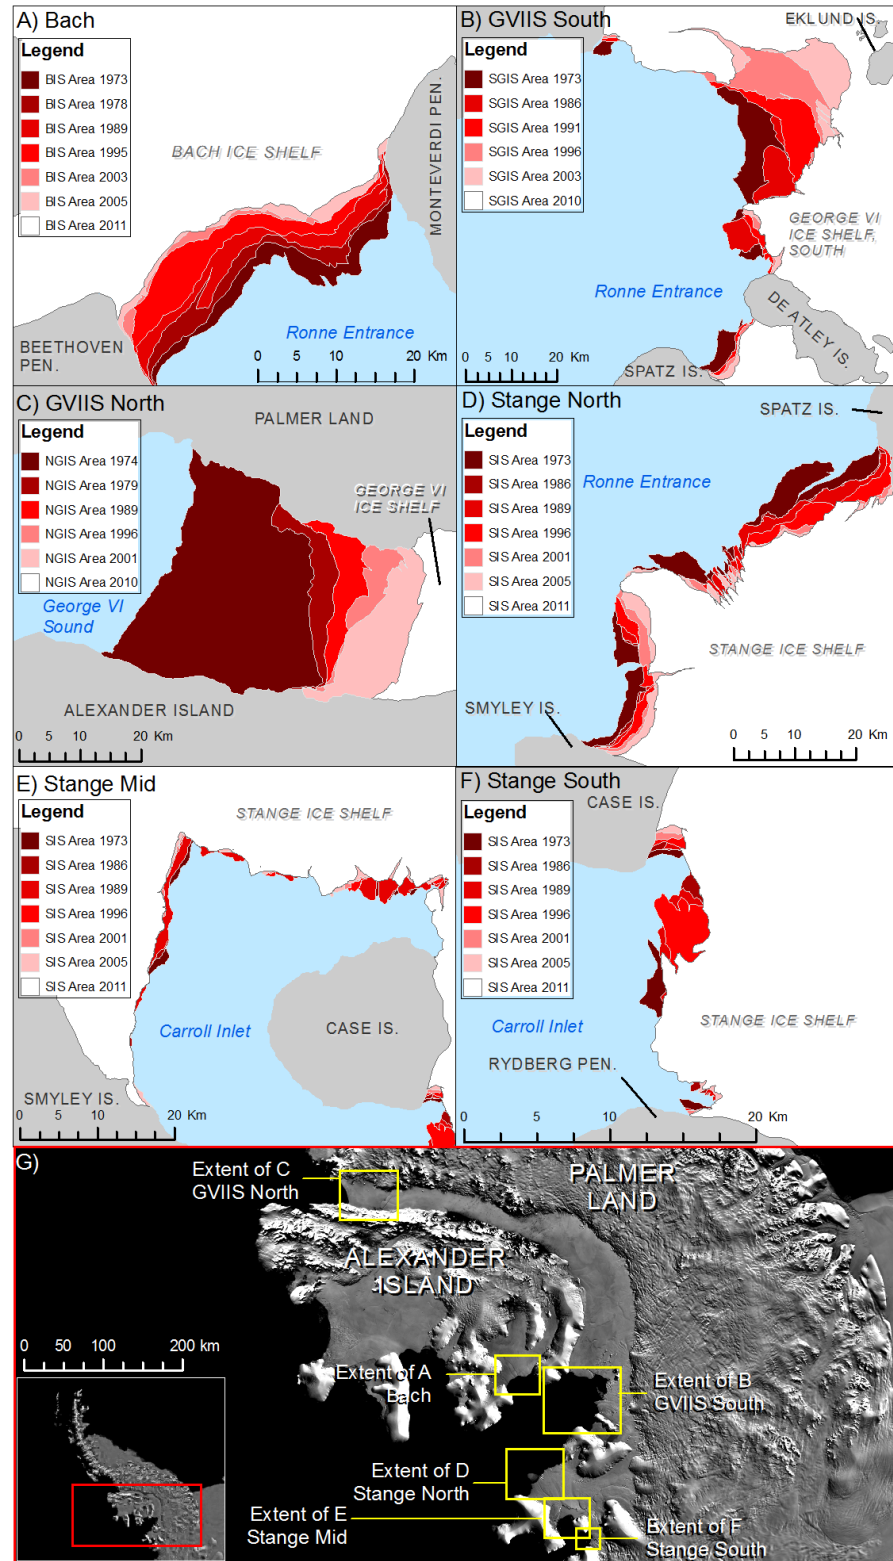 A) Bach
Legend
BIS Area 1973
BIS Area 1978
BIS Area 1989
BIS Area 1995
BIS Area 2003
BIS Area 2005
BIS Area 2011
BACH ICE SHELF
MONTEVERDI PEN.
BEETHOVEN
PEN.
Ronne Entrance
0 5 10 20 Km
B) GVIIS South
Legend
SGIS Area 1973
SGIS Area 1986
SGIS Area 1991
SGIS Area 1996
SGIS Area 2003
SGIS Area 2010
EKLUND IS.
GEORGE VI
ICE SHELF,
SOUTH
Ronne Entrance
DE ATLEY IS.
SPATZ IS.
0 5 10 20 Km
C) GVIIS North
Legend
NGIS Area 1974
NGIS Area 1979
NGIS Area 1989
NGIS Area 1996
NGIS Area 2001
NGIS Area 2010
PALMER LAND
GEORGE VI
ICE SHELF
George VI
Sound
ALEXANDER ISLAND
0 5 10 20 Km
D) Stange North
Legend
SIS Area 1973
SIS Area 1986
SIS Area 1989
SIS Area 1996
SIS Area 2001
SIS Area 2005
SIS Area 2011
SPATZ IS.
Ronne Entrance
STANGE ICE SHELF
SMYLEY IS.
0 5 10 20 Km
E) Stange Mid
Legend
SIS Area 1973
SIS Area 1986
SIS Area 1989
SIS Area 1996
SIS Area 2001
SIS Area 2005
SIS Area 2011
STANGE ICE SHELF
Carroll Inlet
CASE IS.
SMYLEY IS.
0 5 10 20 Km
F) Stange South
Legend
SIS Area 1973
SIS Area 1986
SIS Area 1989
SIS Area 1996
SIS Area 2001
SIS Area 2005
SIS Area 2011
CASE IS.
STANGE ICE SHELF
Carroll Inlet
RYDBERG PEN.
0 5 10 20 Km
G)
Extent of C
GVIIS North
PALMER
LAND
ALEXANDER
ISLAND
0 50 100 200 km
Extent of A
Bach
Extent of B
GVIIS South
Extent of D
Stange North
Extent of E
Stange Mid
Extent of F
Stange South